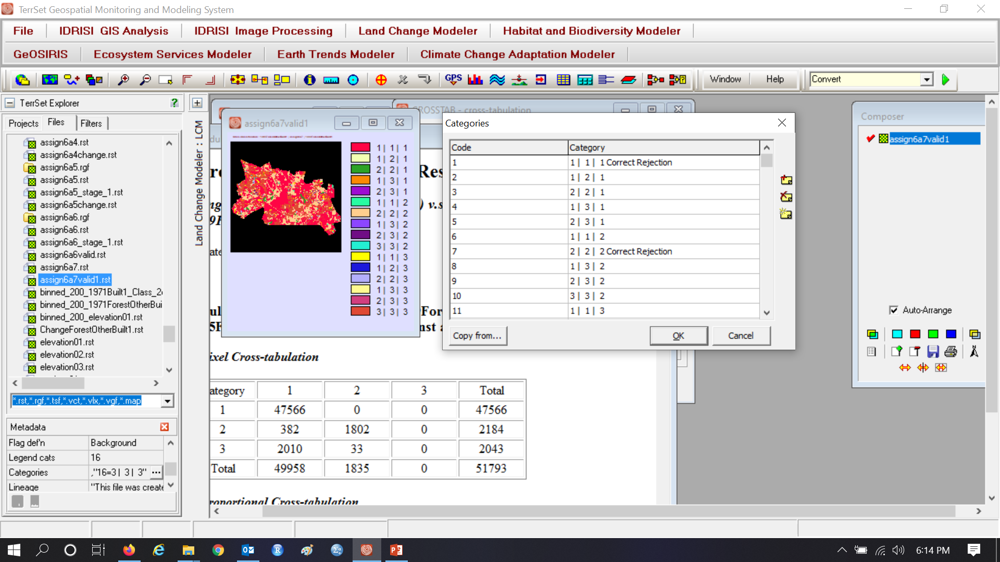 TerrSet Geospatial Monitoring and Modeling System
File
IDRISI GIS Analysis
IDRISI Image Processing
Land Change Modeler
Habitat and Biodiversity Modeler
GeOSIRIS
Ecosystem Services Modeler
Earth Trends Modeler
Climate Change Adaptation Modeler
GPS
Window
Help
Convert
TerrSet Explorer
?
Projects
Files
Filters
assign6a4.rst
assign6a4change.rst
assign6a5.rgf
assign6a5.rst
assign6a5_stage_1.rst
assign6a5change.rst
assign6a6.rgf
assign6a6.rst
assign6a6_stage_1.rst
assign6a6valid.rst
assign6a7.rst
assign6a7valid1.rst
binned_200_1971Built1_Class_2
binned_200_1971ForestOtherBui
binned_200_elevation01.rst
ChangeForestOtherBuilt1.rst
elevation01.rst
elevation02.rst
elevation03.rst
*.rst,*.rgf,*.tsf,*.vct,*.vlx,*.vgf,*.map
Metadata
Flag def'n Background
Legend cats 16
Categories ,"16=3 | 3 | 3" ...
Lineage "This file was create
Land Change Modeler : LCM
CROSSTAB - cross-tabulation
assign6a7valid1
1 | 1 | 1
1 | 2 | 1
2 | 2 | 1
1 | 3 | 1
2 | 3 | 1
1 | 1 | 2
2 | 2 | 2
1 | 3 | 2
2 | 3 | 2
3 | 3 | 2
1 | 1 | 3
1 | 2 | 3
2 | 2 | 3
1 | 3 | 3
2 | 3 | 3
3 | 3 | 3
Res
) v.s
For
nst a
Categories
Code Category
1 1 | 1 | 1 Correct Rejection
2 1 | 2 | 1
3 2 | 2 | 1
4 1 | 3 | 1
5 2 | 3 | 1
6 1 | 1 | 2
7 2 | 2 | 2 Correct Rejection
8 1 | 3 | 2
9 2 | 3 | 2
10 3 | 3 | 2
11 1 | 1 | 3
Copy from...
OK
Cancel
ixel Cross-tabulation
ategory 1 2 3 Total
1 47566 0 0 47566
2 382 1802 0 2184
3 2010 33 0 2043
Total 49958 1835 0 51793
roportional Cross-tabulation
Composer
assign6a7valid1
Auto-Arrange
6:14 PM